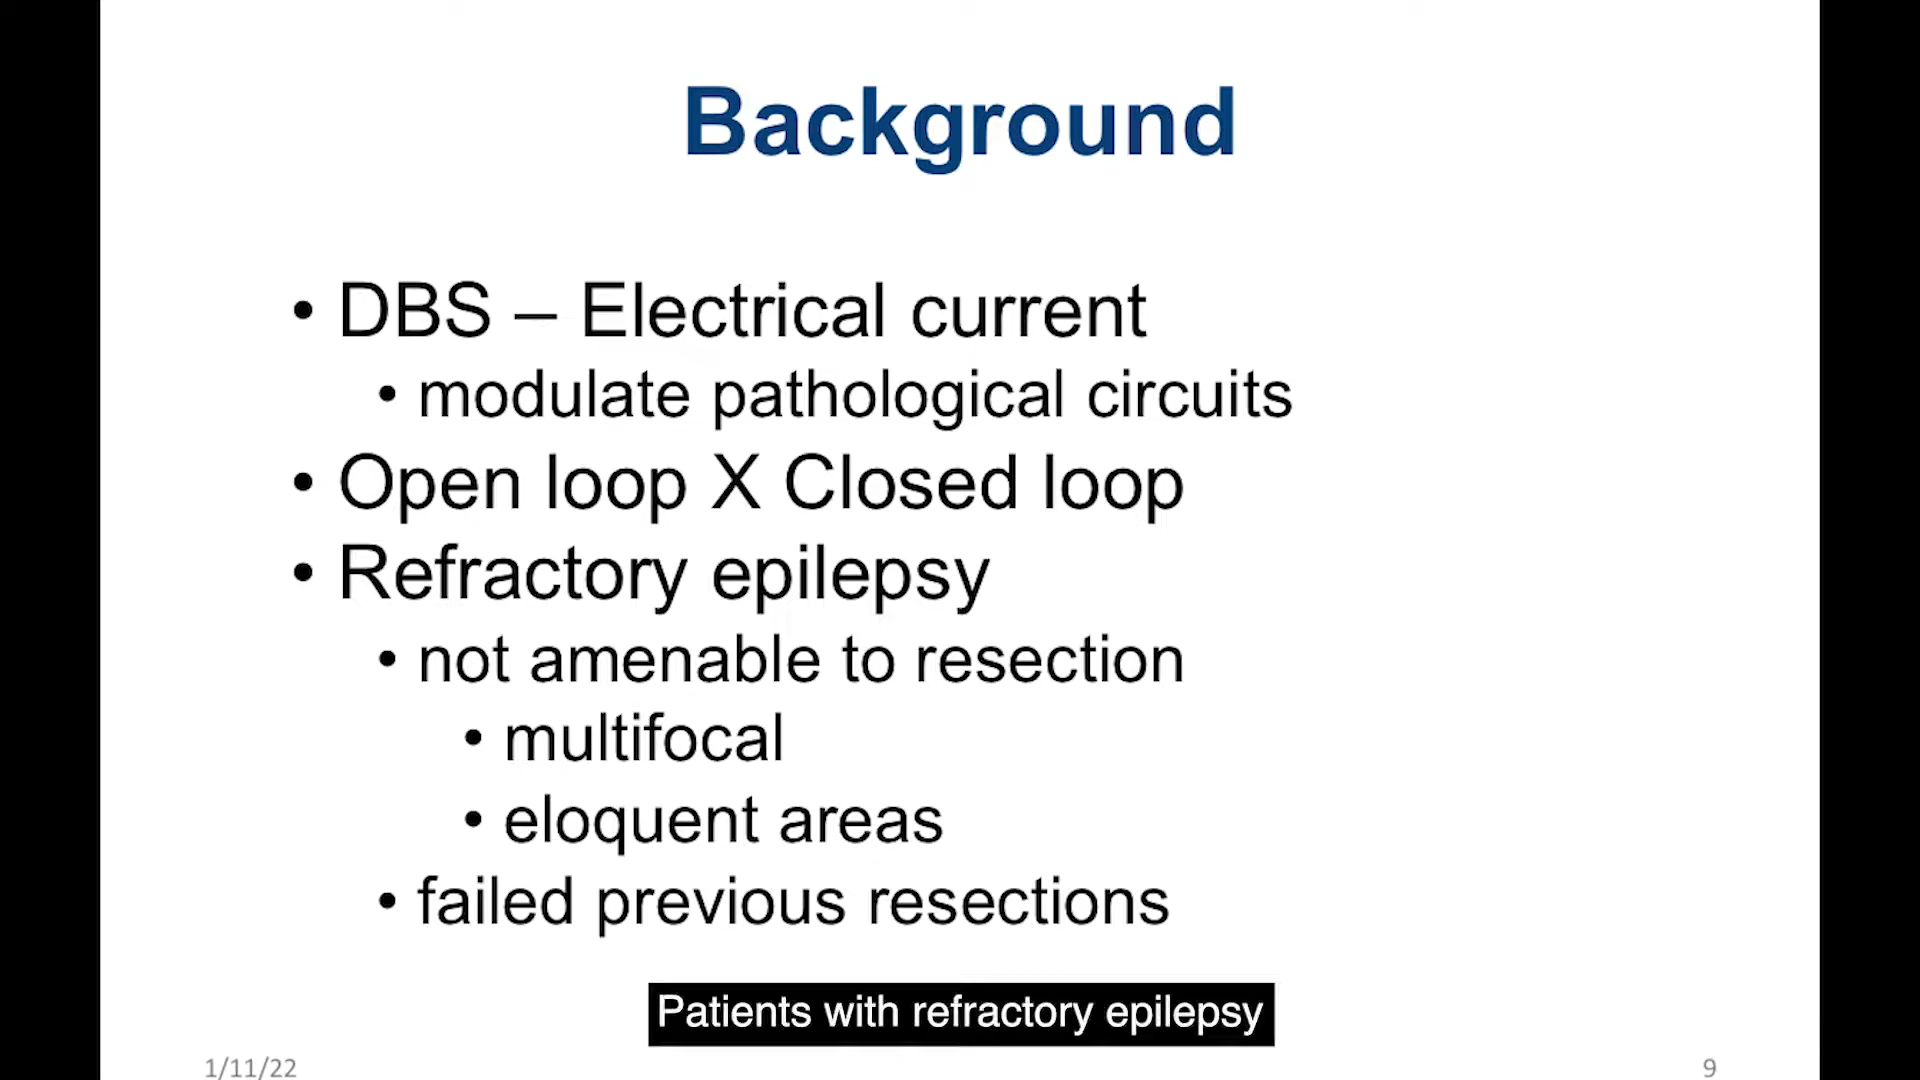 Background
• DBS – Electrical current
• modulate pathological circuits
• Open loop X Closed loop
• Refractory epilepsy
• not amenable to resection
• multifocal
• eloquent areas
• failed previous resections
Patients with refractory epilepsy
1/11/22
9